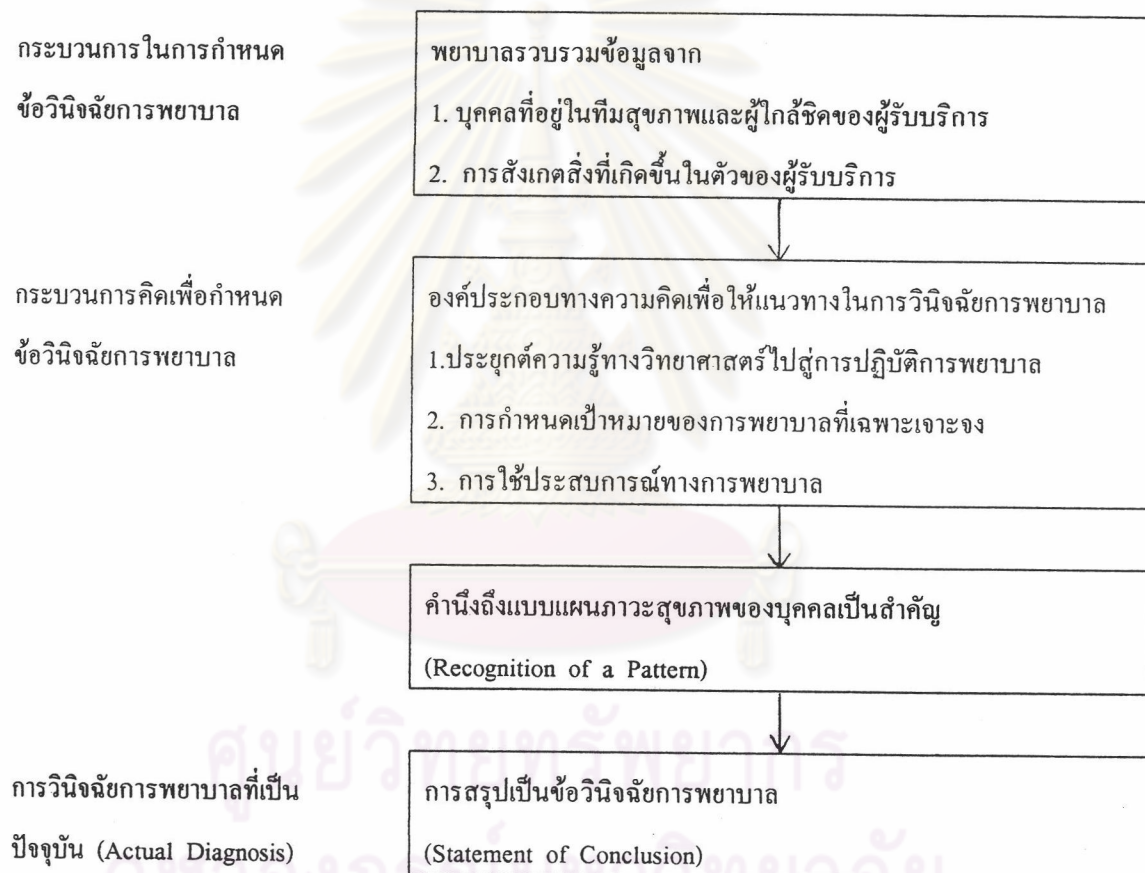 กระบวนการในการกำหนด
ข้อวินิจฉัยการพยาบาล
พยาบาลรวบรวมข้อมูลจาก
1. บุคคลที่อยู่ในทีมสุขภาพและผู้ใกล้ชิดของผู้รับบริการ
2. การสังเกตสิ่งที่เกิดขึ้นในตัวของผู้รับบริการ
กระบวนการคิดเพื่อกำหนด
ข้อวินิจฉัยการพยาบาล
องค์ประกอบทางความคิดเพื่อให้แนวทางในการวินิจฉัยการพยาบาล
1.ประยุกต์ความรู้ทางวิทยาศาสตร์ไปสู่การปฏิบัติการพยาบาล
2. การกำหนดเป้าหมายของการพยาบาลที่เฉพาะเจาะจง
3. การใช้ประสบการณ์ทางการพยาบาล
คำนึงถึงแบบแผนภาวะสุขภาพของบุคคลเป็นสำคัญ
(Recognition of a Pattern)
ศูนย์วิทยทรัพยากร
การวินิจฉัยการพยาบาลที่เป็น
ปัจจุบัน (Actual Diagnosis)
การสรุปเป็นข้อวินิจฉัยการพยาบาล
(Statement of Conclusion)